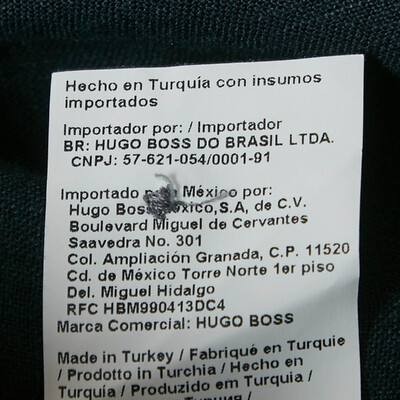 Hecho en Turquía con insumos
importados
Importador por: / Importador
BR: HUGO BOSS DO BRASIL LTDA.
CNPJ: 57-621-054/0001-91
Importado México por:
Hugo Boss S,A, de C.V.
Boulevard Miguel de Cervantes
Saavedra No. 301
Col. Ampliación Granada, C.P. 11520
Cd. de México Torre Norte 1er piso
Del. Miguel Hidalgo
RFC HBM990413DC4
Marca Comercial: HUGO BOSS
Made in Turkey / Fabriqué en Turquie
/ Prodotto in Turchia / Hecho en
Turquía / Produzido em Turquia /